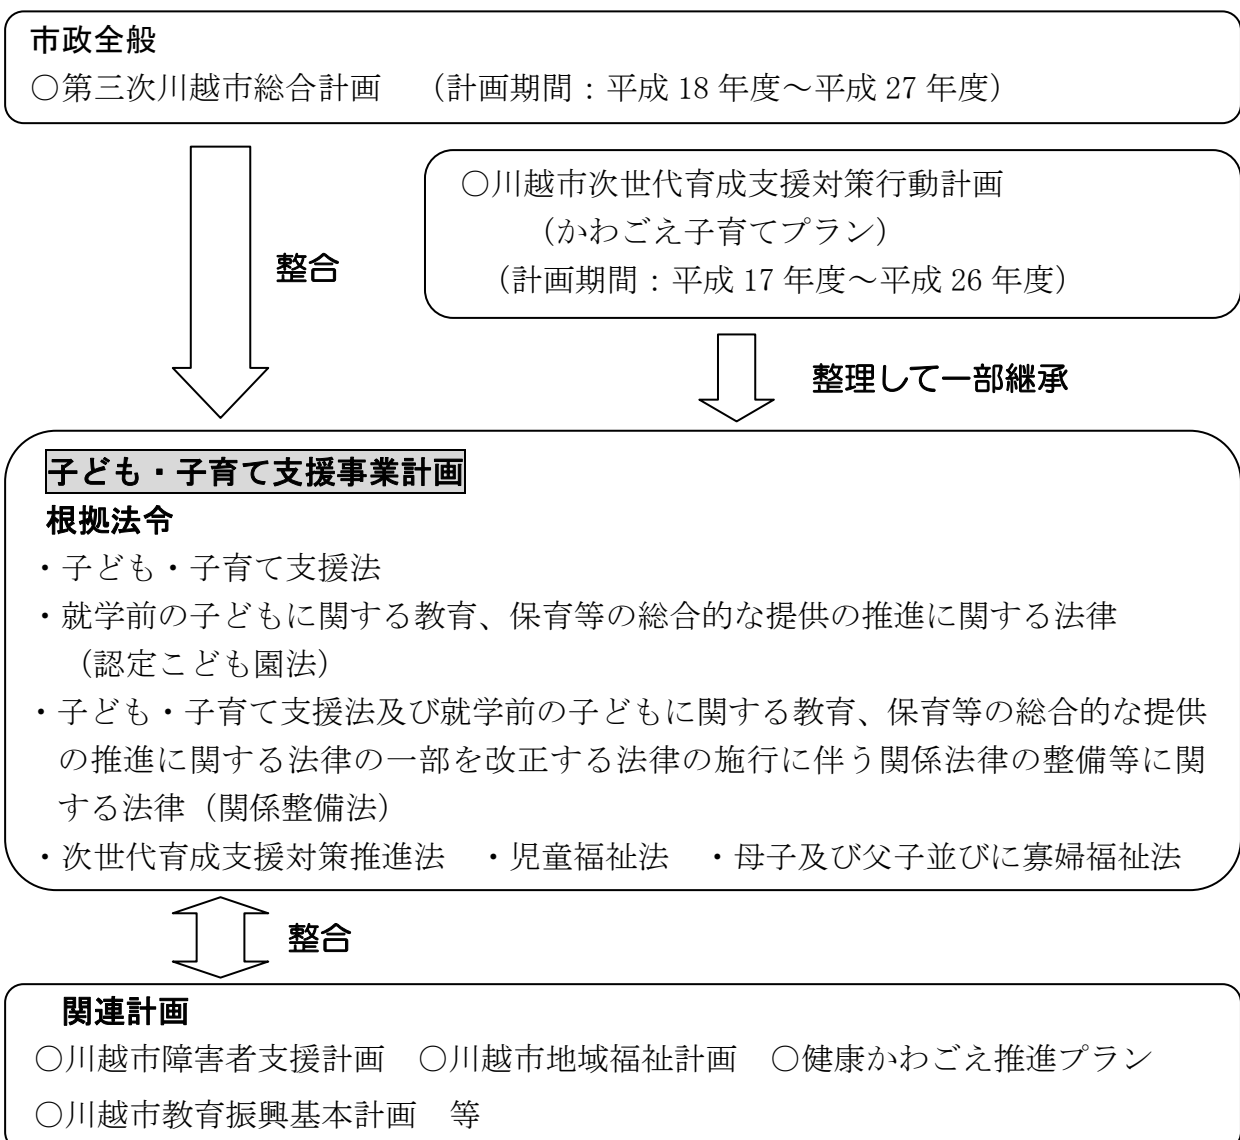 市政全般
○第三次川越市総合計画　（計画期間：平成 18 年度～平成 27 年度）
○川越市次世代育成支援対策行動計画
（かわごえ子育てプラン）
（計画期間：平成 17 年度～平成 26 年度）
整合
整理して一部継承
子ども・子育て支援事業計画
根拠法令
・子ども・子育て支援法
・就学前の子どもに関する教育、保育等の総合的な提供の推進に関する法律
（認定こども園法）
・子ども・子育て支援法及び就学前の子どもに関する教育、保育等の総合的な提供
の推進に関する法律の一部を改正する法律の施行に伴う関係法律の整備等に関
する法律（関係整備法）
・次世代育成支援対策推進法　・児童福祉法　・母子及び父子並びに寡婦福祉法
整合
関連計画
○川越市障害者支援計画　○川越市地域福祉計画　○健康かわごえ推進プラン
○川越市教育振興基本計画　等